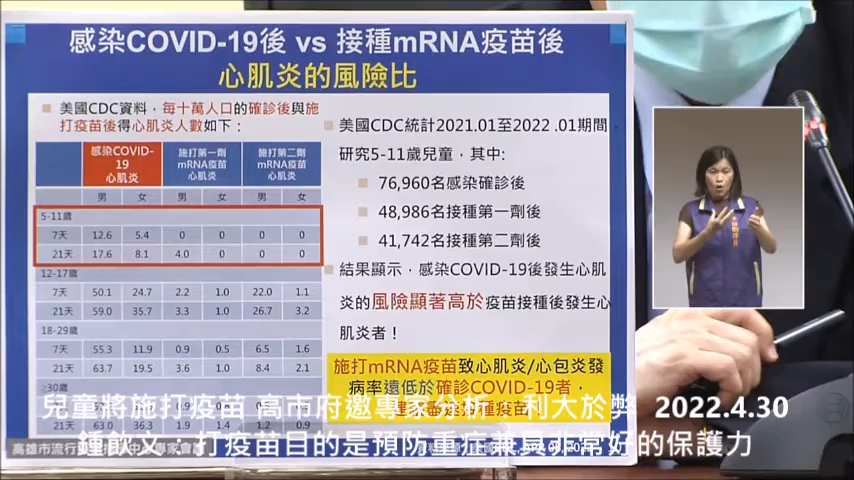 感染COVID-19後 vs 接種mRNA疫苗後
心肌炎的風險比
美國CDC資料，每十萬人口的確診後與施
打疫苗後得心肌炎人數如下：
感染COVID-19 心肌炎 施打第一劑 mRNA疫苗 心肌炎 施打第二劑 mRNA疫苗 心肌炎
男 女 男 女 男 女
5-11歲
7天 12.6 5.4 0 0 0 0
21天 17.6 8.1 4.0 0 0 0
12-17歲
7天 50.1 24.7 2.2 1.0 22.0 1.1
21天 59.0 35.7 3.3 1.0 26.7 3.2
18-29歲
7天 55.3 11.9 0.9 0.5 6.5 1.6
21天 63.7 19.5 3.6 1.4 8.4 2.1
≥30歲
21天 63.0 36.3
美國CDC統計2021.01至2022 .01期間,
研究5-11歲兒童，其中:
76,960名感染確診後
48,986名接種第一劑後
41,742名接種第二劑後
結果顯示，感染COVID-19後發生心肌
炎的風險顯著高於疫苗接種後發生心
肌炎者！
施打mRNA疫苗致心肌炎/心包炎發
病率遠低於確診COVID-19者，
兒童將施打疫苗 高市府邀專家分析：利大於弊 2022.4.30
鍾飲文：打疫苗目的是預防重症兼具非常好的保護力